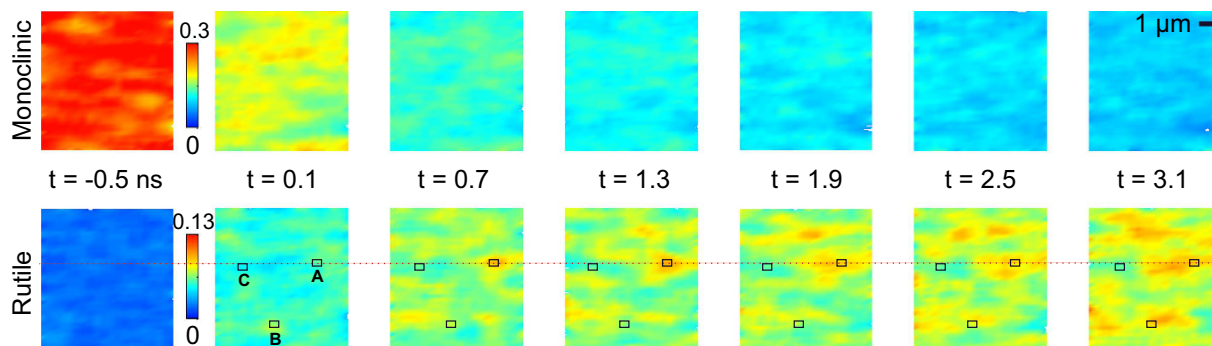 Monoclinic
0.3
0
1 μm
t = -0.5 ns
t = 0.1
t = 0.7
t = 1.3
t = 1.9
t = 2.5
t = 3.1
Rutile
0.13
0
C
A
B